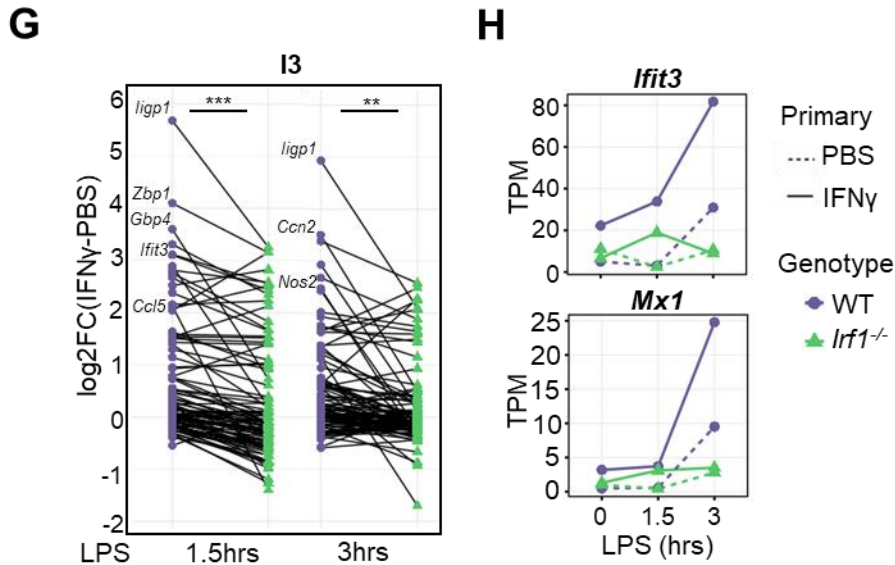 G
I3
log2FC(IFNγ-PBS)
6
5
4
3
2
1
0
-1
-2
***
**
Iigp1
Zbp1
Gbp4
Ifit3
Ccl5
Iigp1
Ccn2
Nos2
LPS 1.5hrs 3hrs
H
Ifit3
TPM
80
60
40
20
0
Mx1
TPM
25
20
15
10
5
0
0 1.5 3
LPS (hrs)
Primary
PBS
IFNγ
Genotype
WT
Irf1-/-